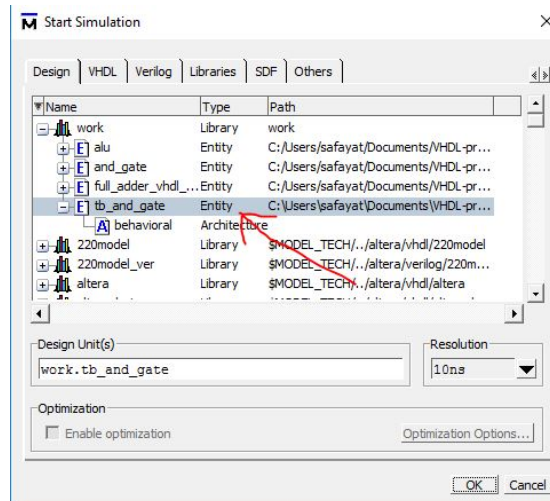 Start Simulation
Design VHDL Verilog Libraries SDF Others
Name Type Path
work Library work
alu Entity C:/Users/safayat/Documents/VHDL-pr...
and_gate Entity C:/Users/safayat/Documents/VHDL-pr...
full_adder_vhdl_... Entity C:/Users/safayat/Documents/VHDL-pr...
tb_and_gate Entity C:\Users\safayat\Documents\VHDL-pr...
behavioral Architecture
220model Library $MODEL_TECH/../altera/vhdl/220model
220model_ver Library $MODEL_TECH/../altera/verilog/220m...
altera Library $MODEL_TECH/../altera/vhdl/altera
Design Unit(s) Resolution
work.tb_and_gate 10ns
Optimization
Enable optimization Optimization Options...
OK Cancel